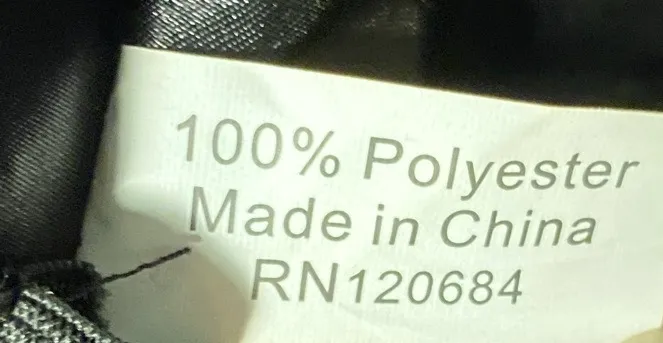 100% Polyester
Made in China
RN120684